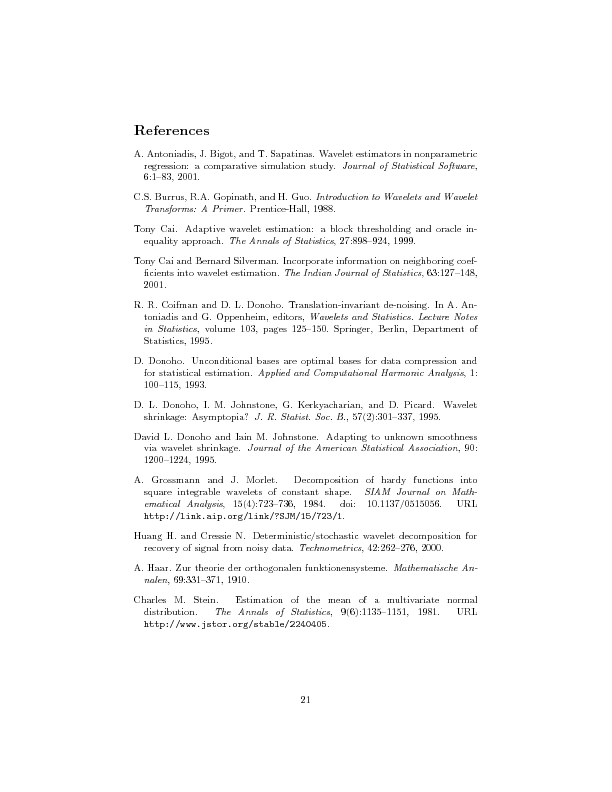 References
A. Antoniadis, J. Bigot, and T. Sapatinas. Wavelet estimators in nonparametric
regression: a comparative simulation study. Journal of Statistical Software,
6:1–83, 2001.
C.S. Burrus, R.A. Gopinath, and H. Guo. Introduction to Wavelets and Wavelet
Transforms: A Primer. Prentice-Hall, 1988.
Tony Cai. Adaptive wavelet estimation: a block thresholding and oracle in-
equality approach. The Annals of Statistics, 27:898–924, 1999.
Tony Cai and Bernard Silverman. Incorporate information on neighboring coef-
ficients into wavelet estimation. The Indian Journal of Statistics, 63:127–148,
2001.
R. R. Coifman and D. L. Donoho. Translation-invariant de-noising. In A. An-
toniadis and G. Oppenheim, editors, Wavelets and Statistics. Lecture Notes
in Statistics, volume 103, pages 125–150. Springer, Berlin, Department of
Statistics, 1995.
D. Donoho. Unconditional bases are optimal bases for data compression and
for statistical estimation. Applied and Computational Harmonic Analysis, 1:
100–115, 1993.
D. L. Donoho, I. M. Johnstone, G. Kerkyacharian, and D. Picard. Wavelet
shrinkage: Asymptopia? J. R. Statist. Soc. B., 57(2):301–337, 1995.
David L. Donoho and Iain M. Johnstone. Adapting to unknown smoothness
via wavelet shrinkage. Journal of the American Statistical Association, 90:
1200–1224, 1995.
A. Grossmann and J. Morlet. Decomposition of hardy functions into
square integrable wavelets of constant shape. SIAM Journal on Math-
ematical Analysis, 15(4):723–736, 1984. doi: 10.1137/0515056. URL
http://link.aip.org/link/?SJM/15/723/1.
Huang H. and Cressie N. Deterministic/stochastic wavelet decomposition for
recovery of signal from noisy data. Technometrics, 42:262–276, 2000.
A. Haar. Zur theorie der orthogonalen funktionensysteme. Mathematische An-
nalen, 69:331–371, 1910.
Charles M. Stein. Estimation of the mean of a multivariate normal
distribution. The Annals of Statistics, 9(6):1135–1151, 1981. URL
http://www.jstor.org/stable/2240405.
21